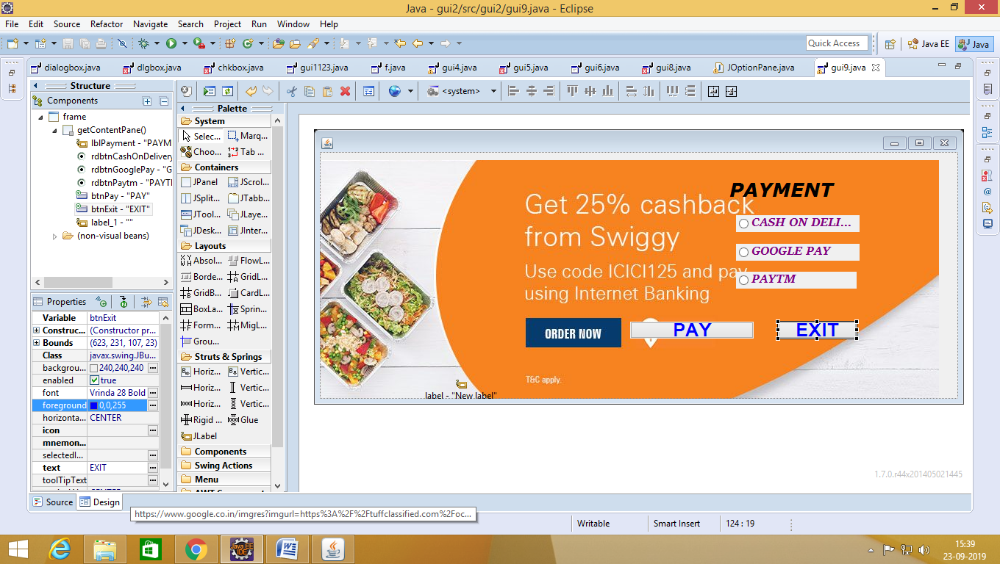 Java - gui2/src/gui2/gui9.java - Eclipse
File Edit Source Refactor Navigate Search Project Run Window Help
Quick Access Java EE Java
dialogbox.java dlgbox.java chkbox.java gui1123.java f.java gui4.java gui5.java gui6.java gui8.java JOptionPane.java gui9.java
Structure
Components
frame
getContentPane()
lblPayment - "PAYM
rdbtnCashOnDelivery
rdbtnGooglePay - "G
rdbtnPaytm - "PAYTI
btnPay - "PAY"
btnExit - "EXIT"
label_1 - ""
(non-visual beans)
Properties
Variable btnExit
Construc... (Constructor pr...
Bounds (623, 231, 107, 23)
Class javax.swing.JBu...
backgrou... 240,240,240 ...
enabled true
font Vrinda 28 Bold ...
foreground 0,0,255 ...
horizonta... CENTER
icon ...
mnemon...
selectedI... ...
text EXIT ...
toolTipText ...
<system>
Palette
System
Selec... Marq...
Choo... Tab ...
Containers
JPanel JScrol...
JSplit... JTabb...
JTool... JLaye...
JDesk... JInter...
Layouts
Absol... FlowL...
Borde... GridL...
GridB... CardL...
BoxLa... Sprin...
Form... MigL...
Grou...
Struts & Springs
Horiz... Vertic...
Horiz... Vertic...
Horiz... Vertic...
Rigid ... Glue
JLabel
Components
Swing Actions
Menu
Get 25% cashback
from Swiggy
Use code ICICI125 and pay
using Internet Banking
ORDER NOW
T&C apply.
PAYMENT
CASH ON DELI...
GOOGLE PAY
PAYTM
PAY
EXIT
label - "New label"
1.7.0.r44x201405021445
Source Design
https://www.google.co.in/imgres?imgurl=https%3A%2F%2Ftuffclassified.com%2Foc...
Writable Smart Insert 124 : 19
Java EE
IDE
15:39
23-09-2019